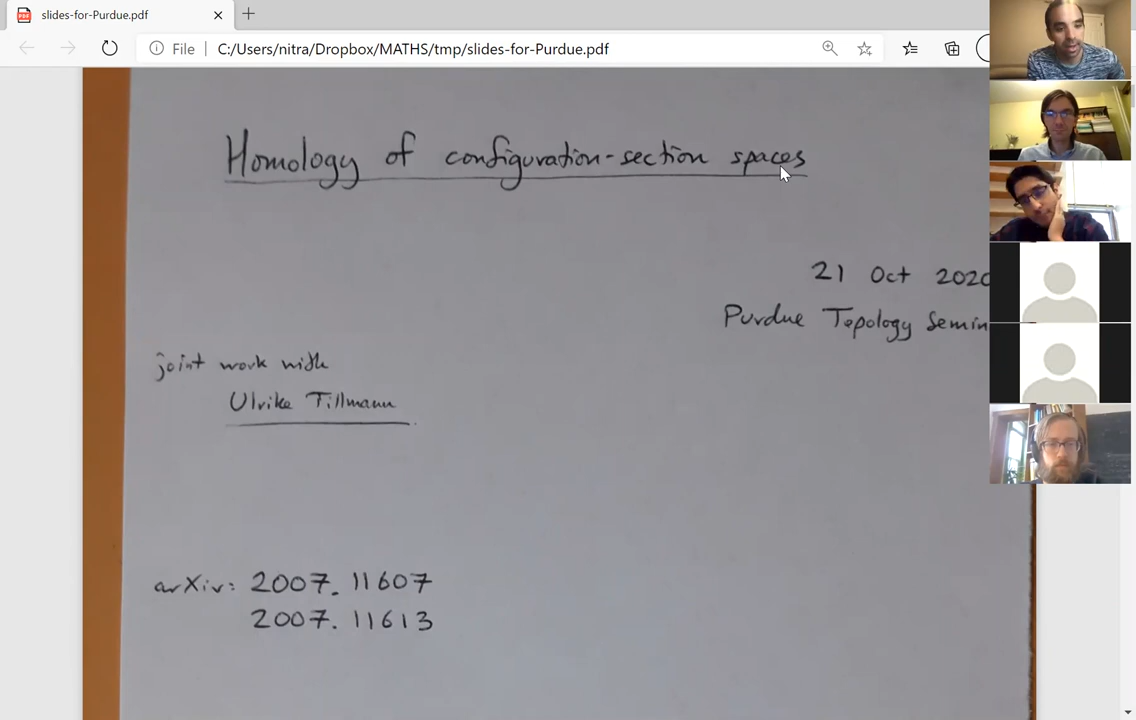 slides-for-Purdue.pdf
File | C:/Users/nitra/Dropbox/MATHS/tmp/slides-for-Purdue.pdf
Homology of configuration-section spaces
21 Oct 2020
Purdue Topology Semin
joint work with
Ulrike Tillmann
arXiv: 2007.11607
2007.11613